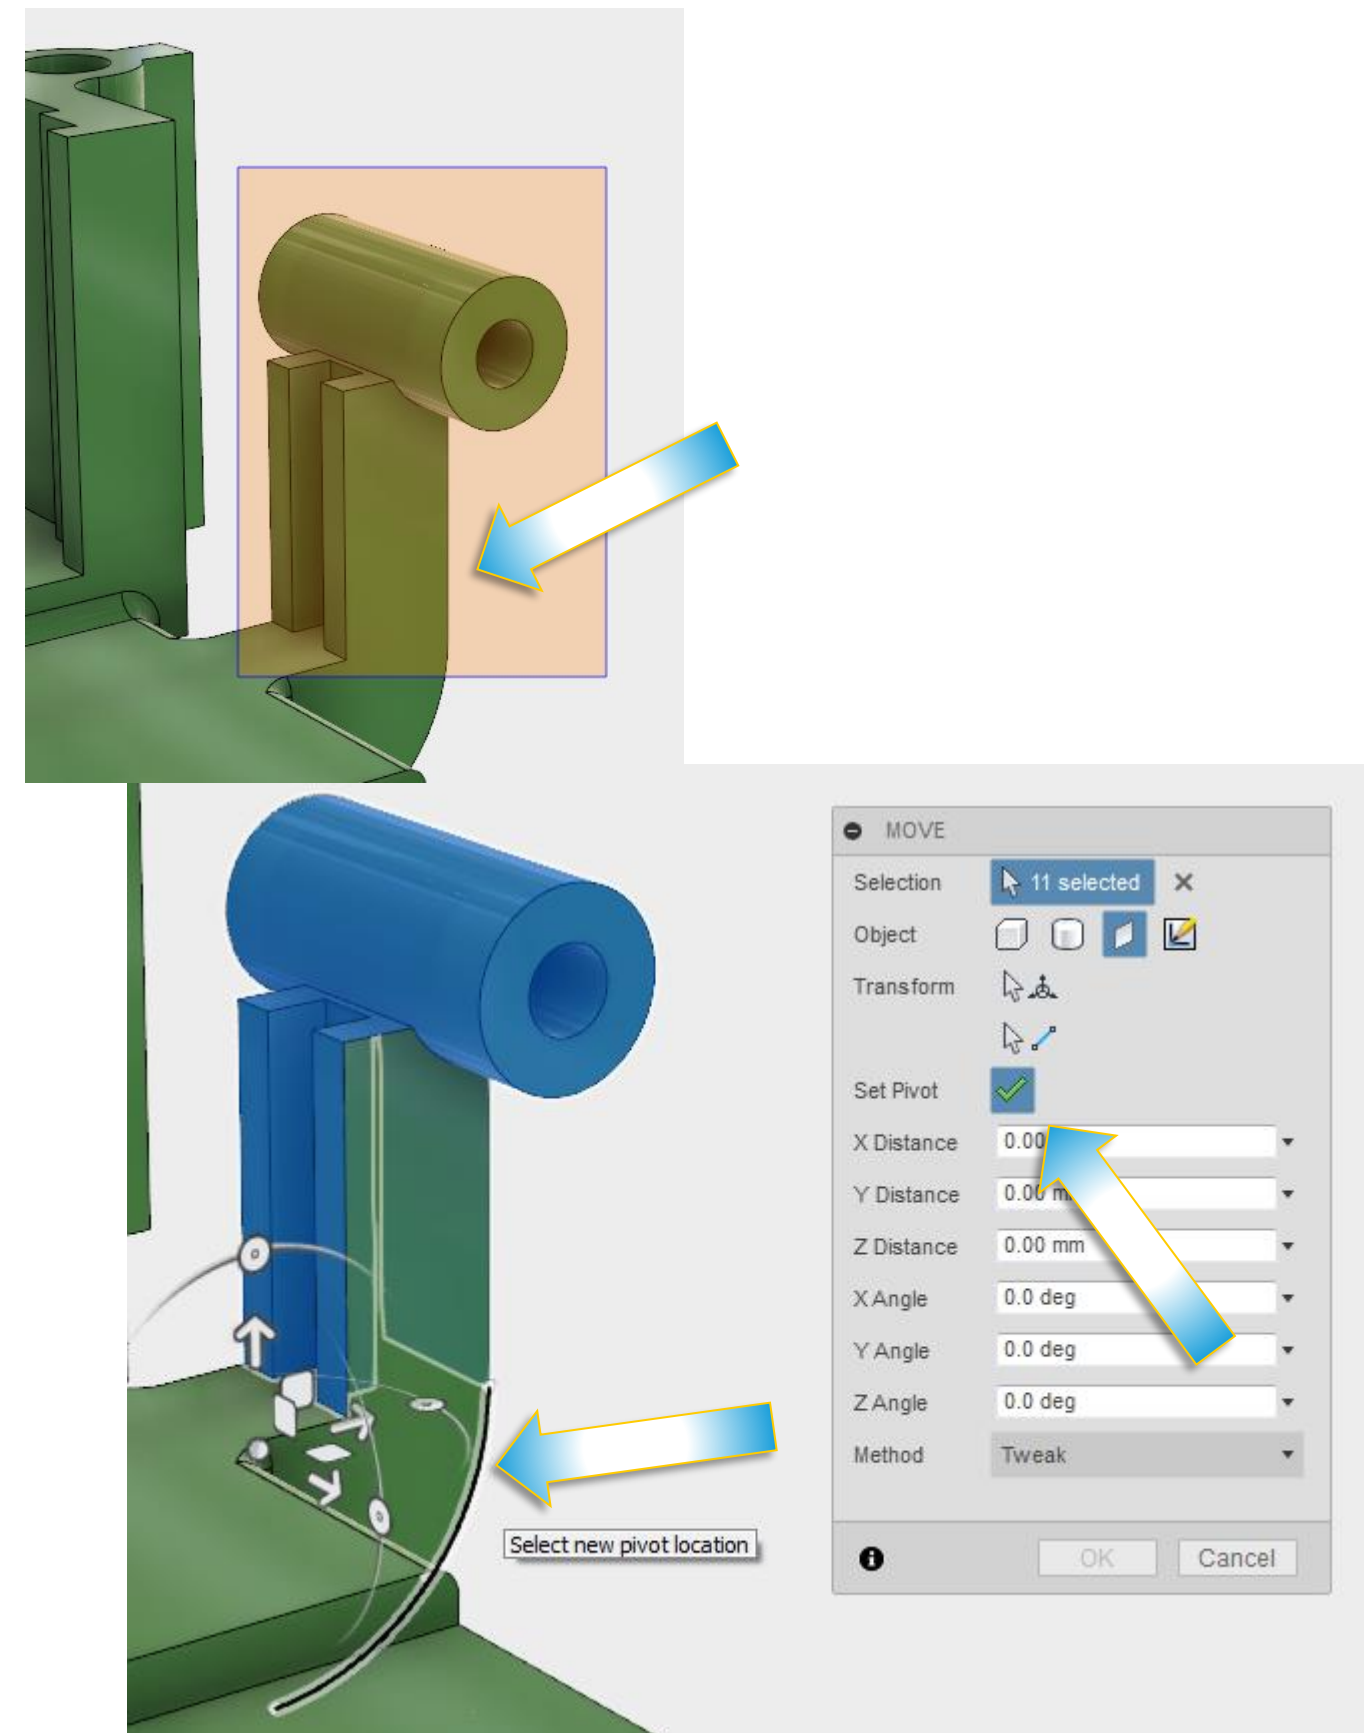 MOVE
Selection 11 selected
Object
Transform
Set Pivot
X Distance 0.00
Y Distance 0.00 m
Z Distance 0.00 mm
X Angle 0.0 deg
Y Angle 0.0 deg
Z Angle 0.0 deg
Method Tweak
Select new pivot location
OK Cancel